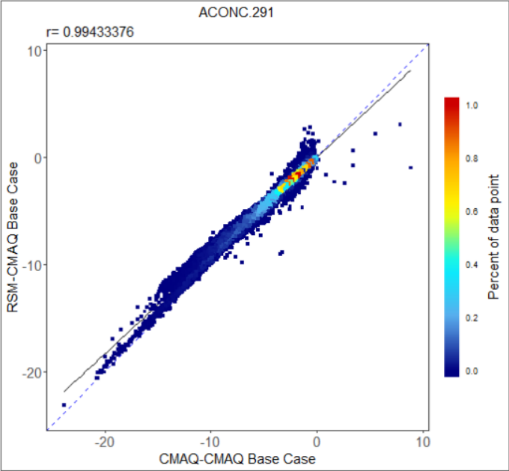 ACONC.291
r= 0.99433376
10
0
-10
-20
-20
-10
0
10
RSM-CMAQ Base Case
CMAQ-CMAQ Base Case
1.0
0.8
0.6
0.4
0.2
0.0
Percent of data point